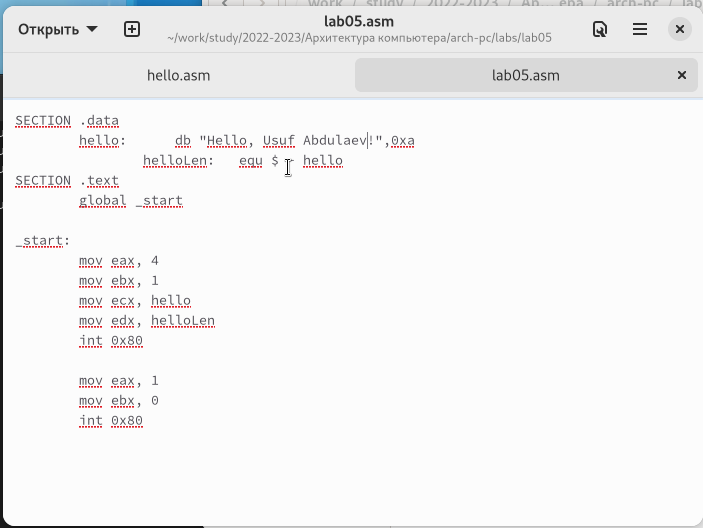 lab05.asm
Открыть
~/work/study/2022-2023/Архитектура компьютера/arch-pc/labs/lab05
hello.asm
lab05.asm
SECTION .data
hello: db "Hello, Usuf Abdulaev!",0xa
helloLen: equ $ - hello
SECTION .text
global _start
_start:
mov eax, 4
mov ebx, 1
mov ecx, hello
mov edx, helloLen
int 0x80
mov eax, 1
mov ebx, 0
int 0x80